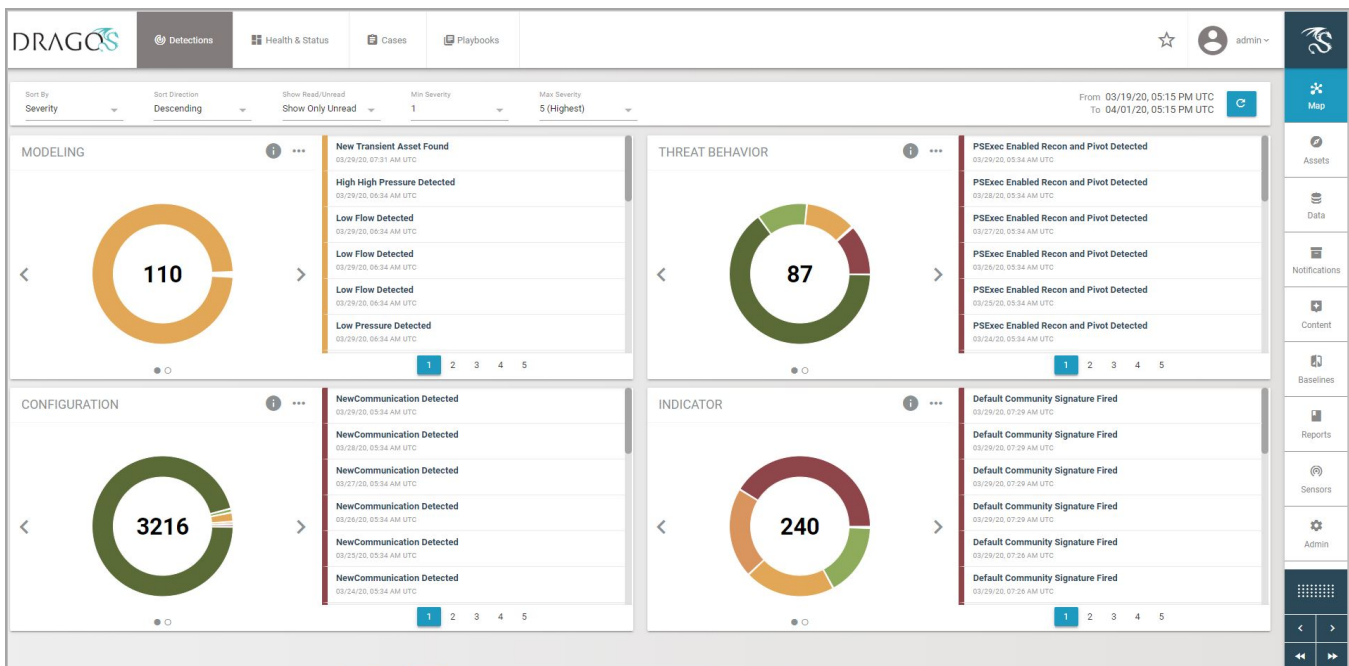 DRAGOS
Detections
Health & Status
Cases
Playbooks
admin
Sort By
Severity
Sort Direction
Descending
Show Read/Unread
Show Only Unread
Min Severity
1
Max Severity
5 (Highest)
From 03/19/20, 05:15 PM UTC
To 04/01/20, 05:15 PM UTC
MODELING
110
New Transient Asset Found
03/29/20, 07:31 AM UTC
High High Pressure Detected
03/29/20, 06:34 AM UTC
Low Flow Detected
03/29/20, 06:34 AM UTC
Low Flow Detected
03/29/20, 06:34 AM UTC
Low Flow Detected
03/29/20, 06:34 AM UTC
Low Pressure Detected
03/29/20, 06:34 AM UTC
1 2 3 4 5
THREAT BEHAVIOR
87
PSExec Enabled Recon and Pivot Detected
03/29/20, 05:34 AM UTC
PSExec Enabled Recon and Pivot Detected
03/28/20, 05:34 AM UTC
PSExec Enabled Recon and Pivot Detected
03/27/20, 05:34 AM UTC
PSExec Enabled Recon and Pivot Detected
03/26/20, 05:34 AM UTC
PSExec Enabled Recon and Pivot Detected
03/25/20, 05:34 AM UTC
PSExec Enabled Recon and Pivot Detected
03/24/20, 05:34 AM UTC
1 2 3 4 5
CONFIGURATION
3216
NewCommunication Detected
03/29/20, 05:34 AM UTC
NewCommunication Detected
03/28/20, 05:34 AM UTC
NewCommunication Detected
03/27/20, 05:34 AM UTC
NewCommunication Detected
03/26/20, 05:34 AM UTC
NewCommunication Detected
03/25/20, 05:34 AM UTC
NewCommunication Detected
03/24/20, 05:34 AM UTC
1 2 3 4 5
INDICATOR
240
Default Community Signature Fired
03/29/20, 07:29 AM UTC
Default Community Signature Fired
03/29/20, 07:29 AM UTC
Default Community Signature Fired
03/29/20, 07:29 AM UTC
Default Community Signature Fired
03/29/20, 07:29 AM UTC
Default Community Signature Fired
03/29/20, 07:26 AM UTC
Default Community Signature Fired
03/29/20, 07:26 AM UTC
1 2 3 4 5
Map
Assets
Data
Notifications
Content
Baselines
Reports
Sensors
Admin